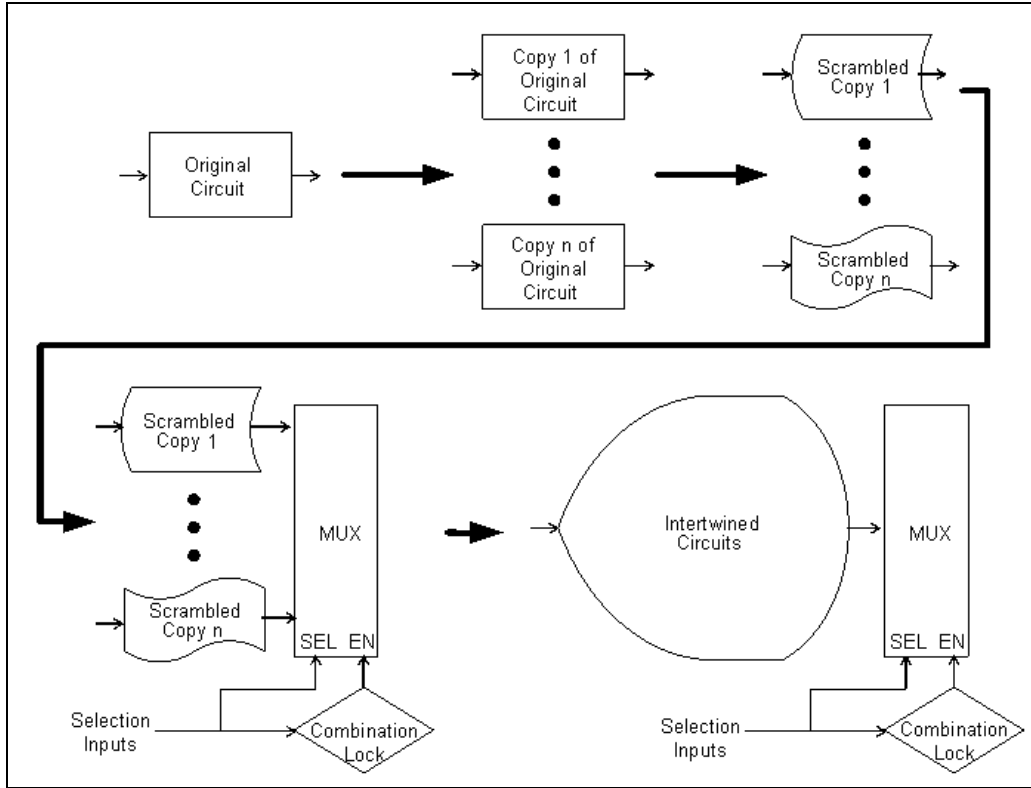 Original
Circuit
Copy 1 of
Original
Circuit
Copy n of
Original
Circuit
Scrambled
Copy 1
Scrambled
Copy n
Scrambled
Copy 1
Scrambled
Copy n
MUX
SEL EN
Selection
Inputs
Combination
Lock
Intertwined
Circuits
MUX
SEL EN
Selection
Inputs
Combination
Lock